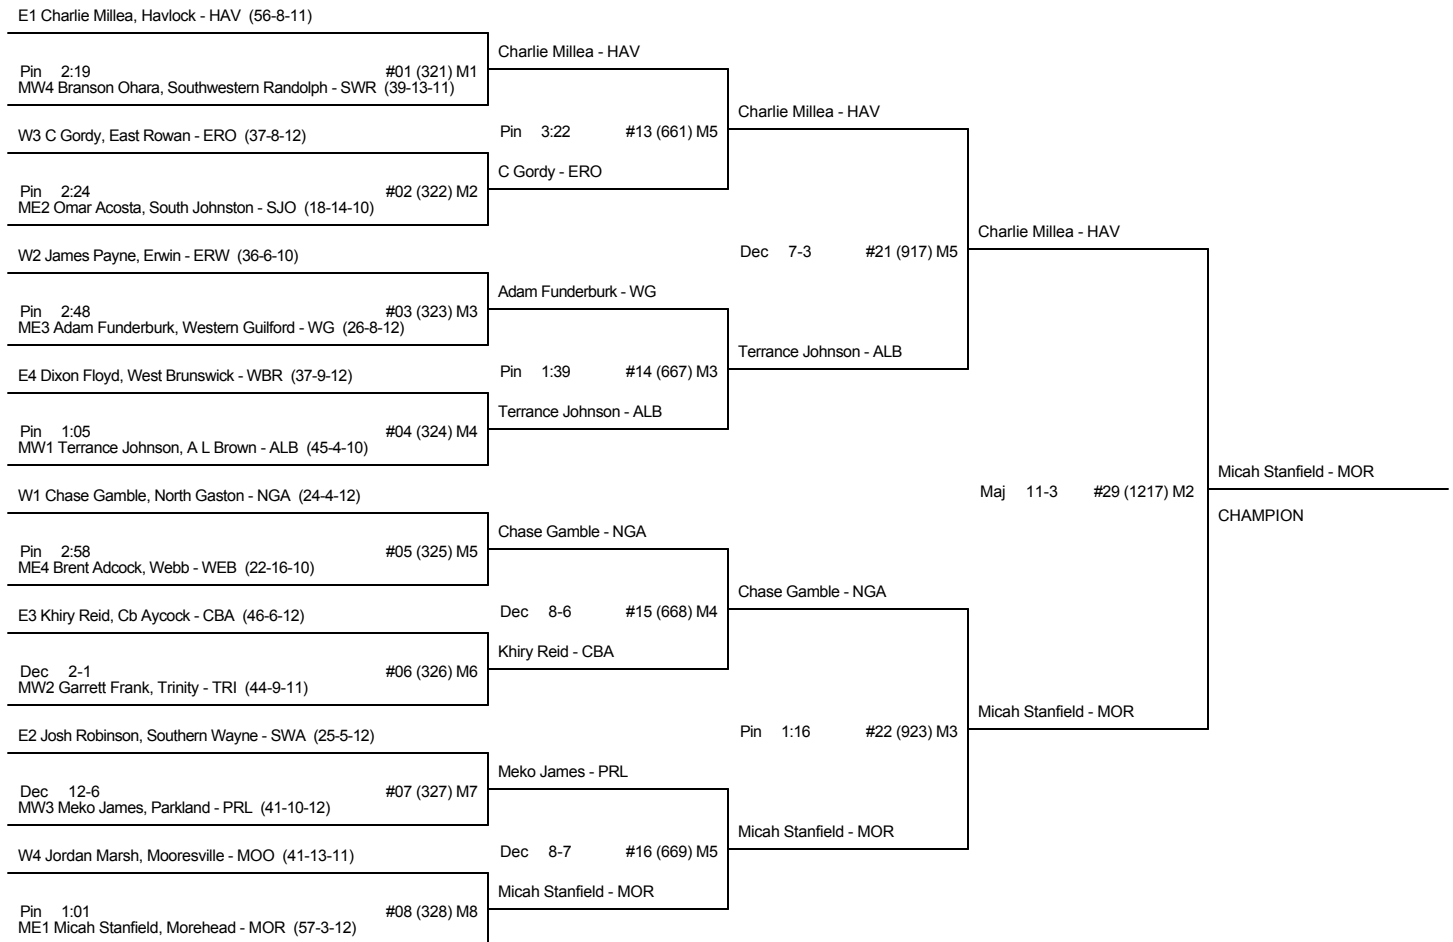 E1 Charlie Millea, Havlock - HAV (56-8-11)
Pin 2:19 #01 (321) M1
MW4 Branson Ohara, Southwestern Randolph - SWR (39-13-11)
W3 C Gordy, East Rowan - ERO (37-8-12)
Pin 2:24 #02 (322) M2
ME2 Omar Acosta, South Johnston - SJO (18-14-10)
W2 James Payne, Erwin - ERW (36-6-10)
Pin 2:48 #03 (323) M3
ME3 Adam Funderburk, Western Guilford - WG (26-8-12)
E4 Dixon Floyd, West Brunswick - WBR (37-9-12)
Pin 1:05 #04 (324) M4
MW1 Terrance Johnson, A L Brown - ALB (45-4-10)
W1 Chase Gamble, North Gaston - NGA (24-4-12)
Pin 2:58 #05 (325) M5
ME4 Brent Adcock, Webb - WEB (22-16-10)
E3 Khiry Reid, Cb Aycock - CBA (46-6-12)
Dec 2-1 #06 (326) M6
MW2 Garrett Frank, Trinity - TRI (44-9-11)
E2 Josh Robinson, Southern Wayne - SWA (25-5-12)
Dec 12-6 #07 (327) M7
MW3 Meko James, Parkland - PRL (41-10-12)
W4 Jordan Marsh, Mooresville - MOO (41-13-11)
Pin 1:01 #08 (328) M8
ME1 Micah Stanfield, Morehead - MOR (57-3-12)
Charlie Millea - HAV
Pin 3:22 #13 (661) M5
C Gordy - ERO
Adam Funderburk - WG
Pin 1:39 #14 (667) M3
Terrance Johnson - ALB
Chase Gamble - NGA
Dec 8-6 #15 (668) M4
Khiry Reid - CBA
Meko James - PRL
Dec 8-7 #16 (669) M5
Micah Stanfield - MOR
Charlie Millea - HAV
Dec 7-3 #21 (917) M5
Terrance Johnson - ALB
Chase Gamble - NGA
Pin 1:16 #22 (923) M3
Micah Stanfield - MOR
Charlie Millea - HAV
Maj 11-3 #29 (1217) M2
Micah Stanfield - MOR
Micah Stanfield - MOR
CHAMPION